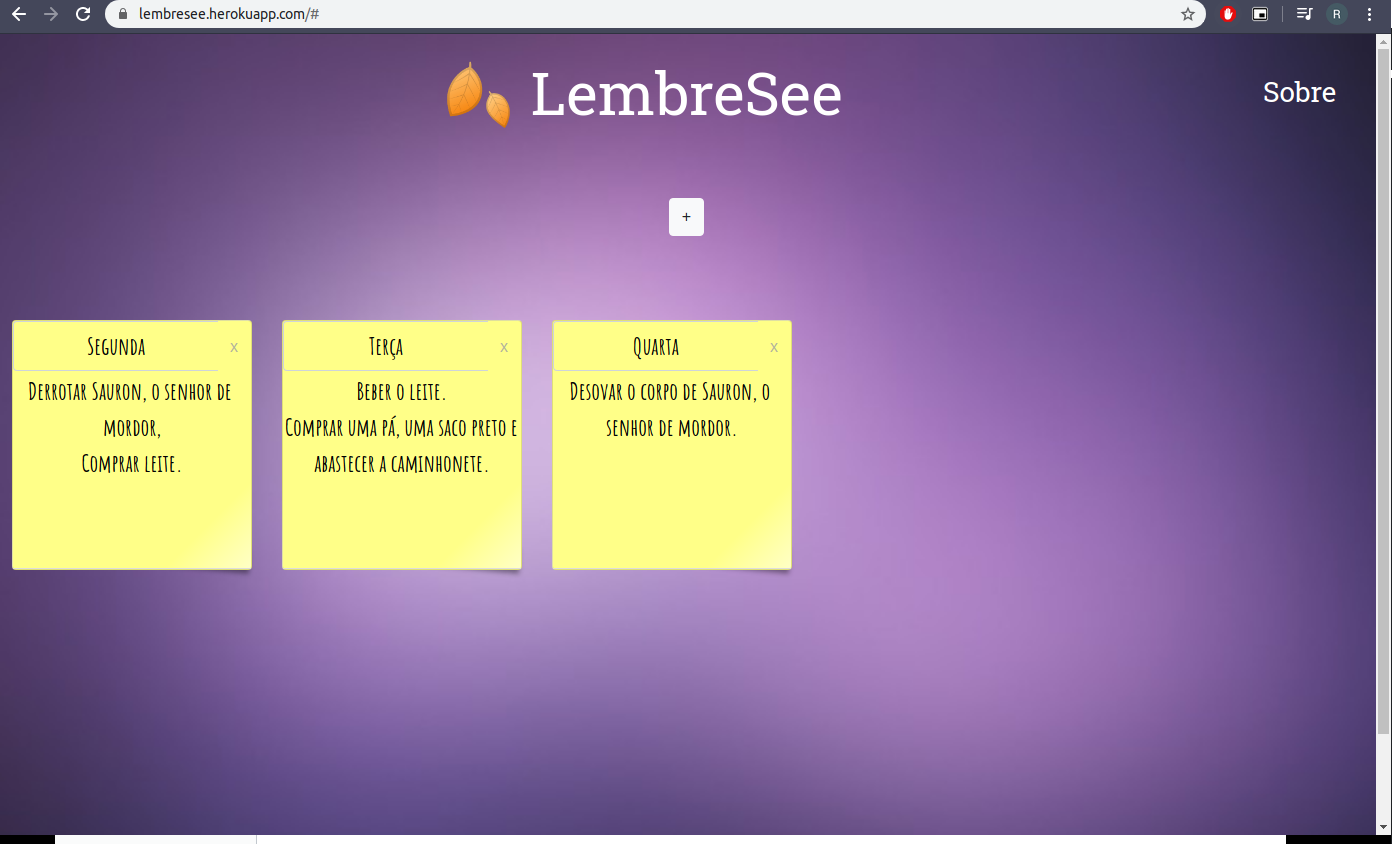 lembresee.herokuapp.com/#
R
LembreSee
Sobre
+
Segunda
x
Derrotar Sauron, o senhor de
mordor,
Comprar leite.
Terça
x
Beber o leite.
Comprar uma pá, uma saco preto e
abastecer a caminhonete.
Quarta
x
Desovar o corpo de Sauron, o
senhor de mordor.